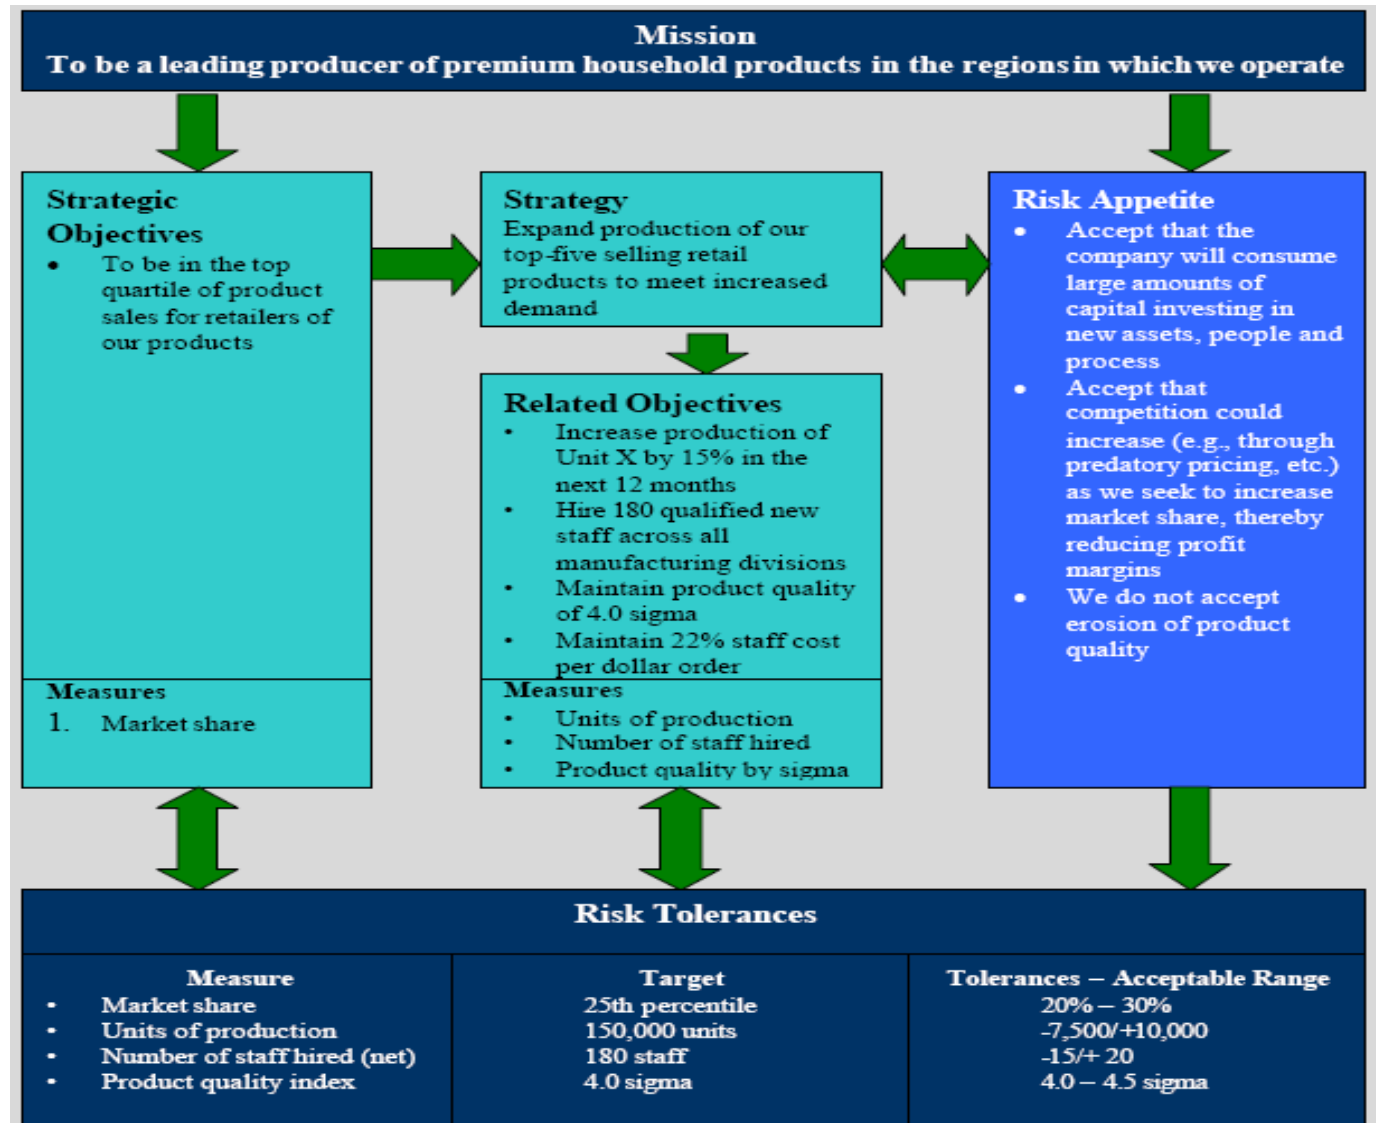 Mission
To be a leading producer of premium household products in the regions in which we operate
Strategic
Objectives
• To be in the top
quartile of product
sales for retailers of
our products
Measures
1. Market share
Strategy
Expand production of our
top-five selling retail
products to meet increased
demand
Related Objectives
• Increase production of
Unit X by 15% in the
next 12 months
• Hire 180 qualified new
staff across all
manufacturing divisions
• Maintain product quality
of 4.0 sigma
• Maintain 22% staff cost
per dollar order
Measures
• Units of production
• Number of staff hired
• Product quality by sigma
Risk Appetite
• Accept that the
company will consume
large amounts of
capital investing in
new assets, people and
process
• Accept that
competition could
increase (e.g., through
predatory pricing, etc.)
as we seek to increase
market share, thereby
reducing profit
margins
• We do not accept
erosion of product
quality
Risk Tolerances
Measure Target Tolerances – Acceptable Range
• Market share 25th percentile 20% – 30%
• Units of production 150,000 units -7,500/+10,000
• Number of staff hired (net) 180 staff -15/+ 20
• Product quality index 4.0 sigma 4.0 – 4.5 sigma